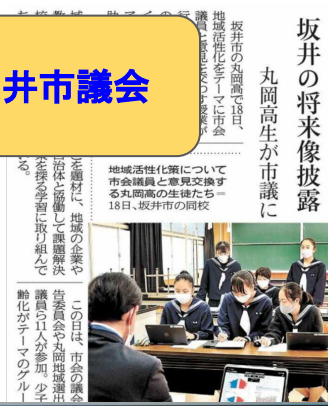 坂井の将来像披露
丸岡高生が市議に
井市議会
坂井市の丸岡高で18日、
地域活性化をテーマに市会
議員と意見を交わす授業が
地域活性化策について
市会議員と意見交換す
る丸岡高の生徒たち＝
18日、坂井市の同校
を題材に、地域の企業や
自治体と協働して課題解決
策を探る学習に取り組んで
いる。
この日は、市会の議会
告委員会や丸岡地域選出
議員ら11人が参加。少子
齢化がテーマのグルー